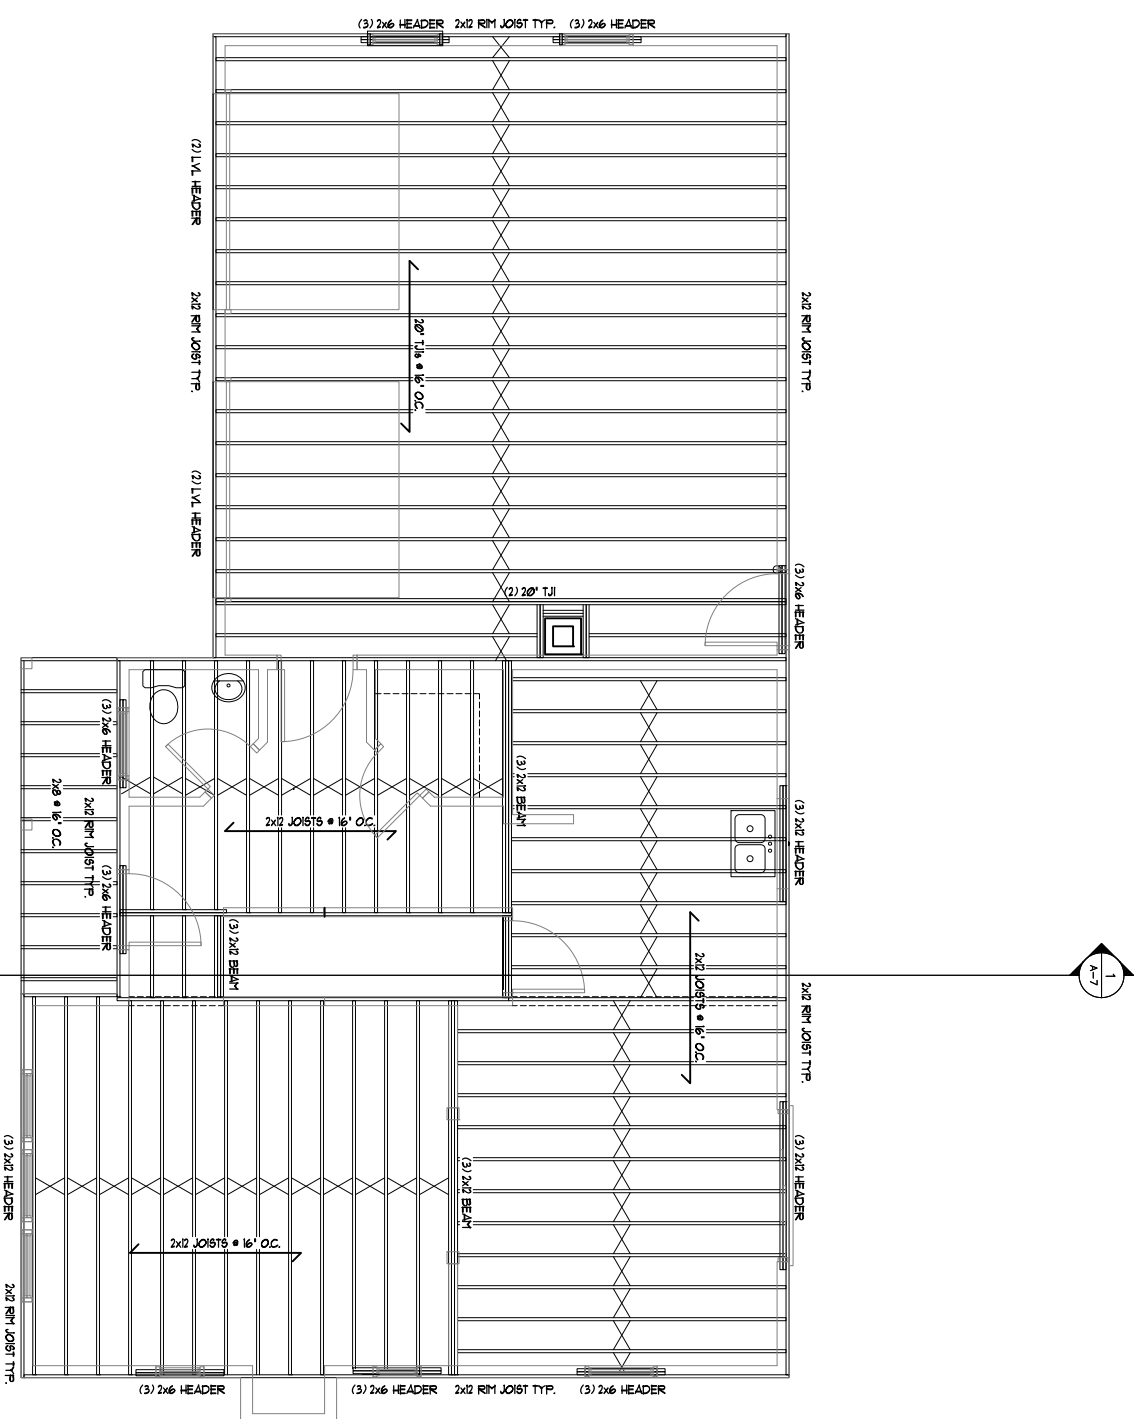 (3) 2x6 HEADER
2x12 RIM JOIST TYP.
(3) 2x6 HEADER
(2) LVL HEADER
2x12 RIM JOIST TYP.
2x12 RIM JOIST TYP.
20" TJIs @ 16" O.C.
(2) LVL HEADER
(3) 2x6 HEADER
(2) 20" TJI
(3) 2x6 HEADER
2x8 @ 16" O.C.
2x12 RIM JOIST TYP.
(3) 2x6 HEADER
2x12 JOISTS @ 16" O.C.
(3) 2x12 BEAM
(3) 2x12 HEADER
(3) 2x12 BEAM
2x12 JOISTS @ 16" O.C.
1
A-7
2x12 RIM JOIST TYP.
(3) 2x12 HEADER
2x12 RIM JOIST TYP.
2x12 JOISTS @ 16" O.C.
(3) 2x12 BEAM
(3) 2x12 HEADER
(3) 2x6 HEADER
(3) 2x6 HEADER
2x12 RIM JOIST TYP.
(3) 2x6 HEADER